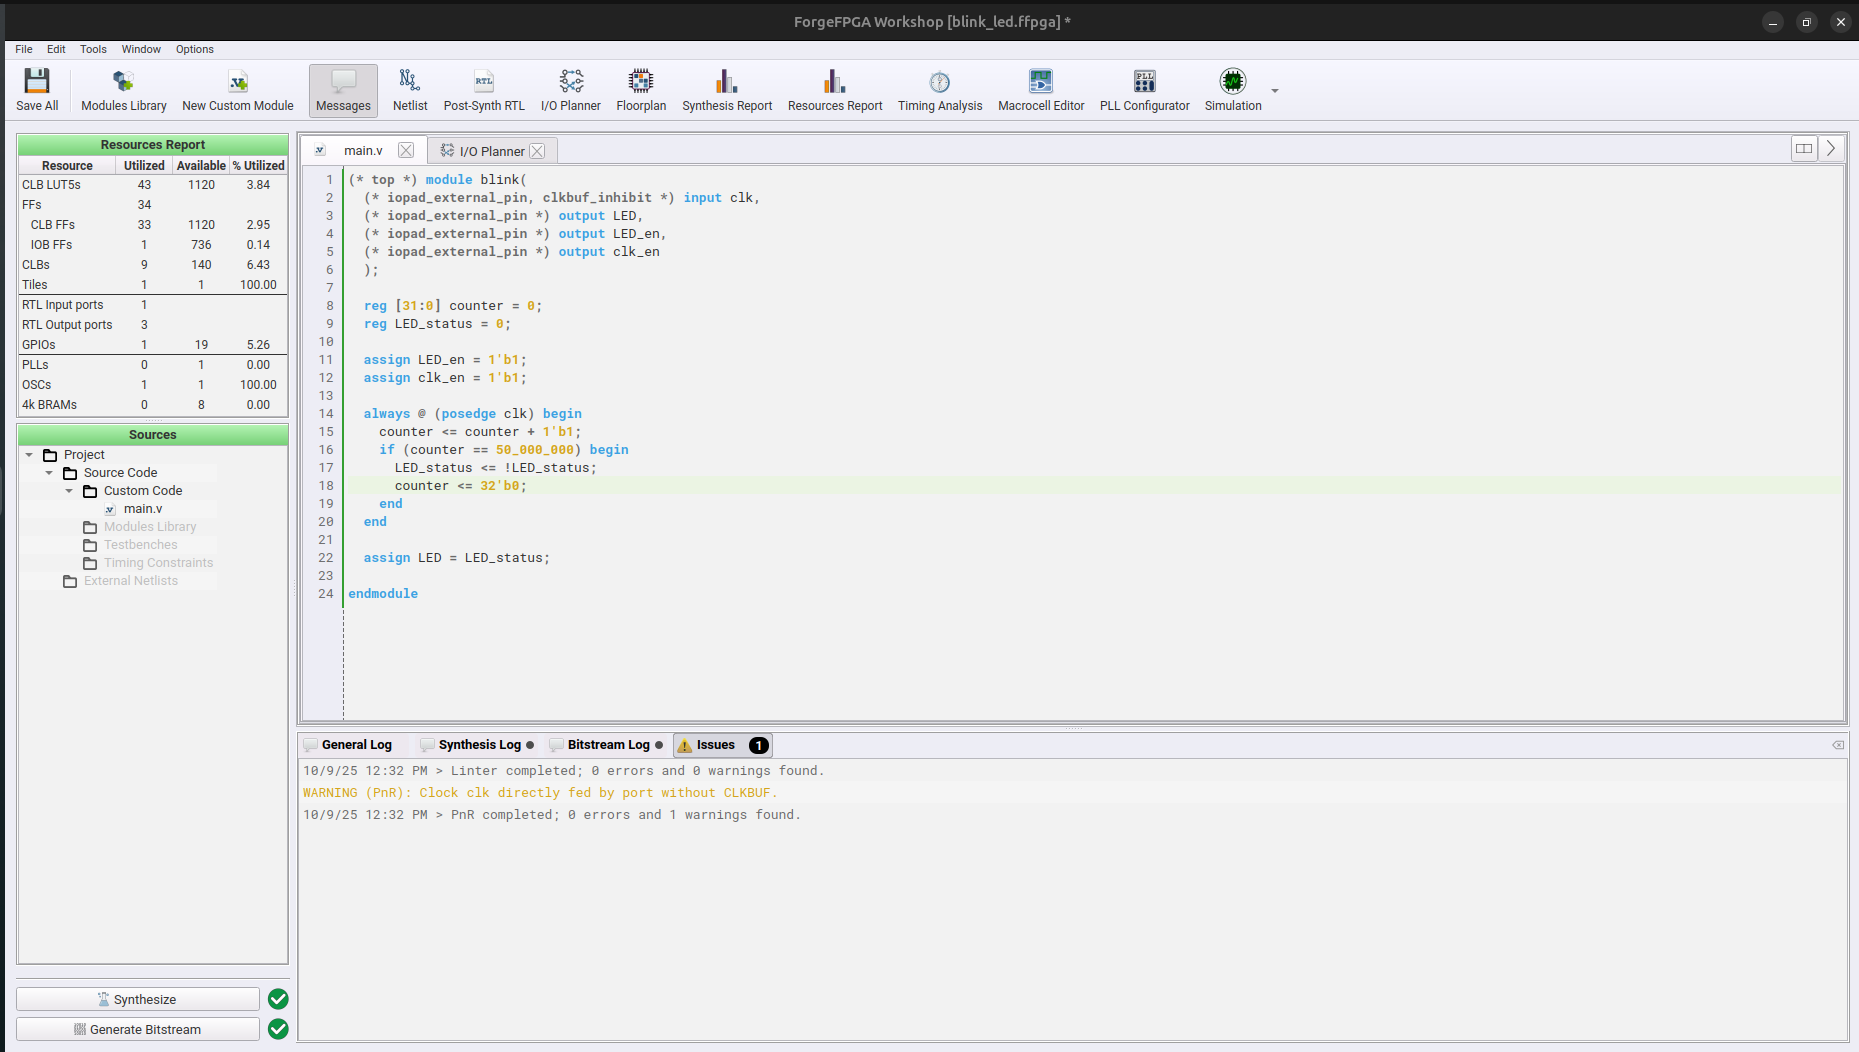 ForgeFPGA Workshop [blink_led.ffpga] *
File Edit Tools Window Options
Save All Modules Library New Custom Module Messages Netlist Post-Synth RTL I/O Planner Floorplan Synthesis Report Resources Report Timing Analysis Macrocell Editor PLL Configurator Simulation
Resources Report
Resource Utilized Available % Utilized
CLB LUT5s 43 1120 3.84
FFs 34
CLB FFs 33 1120 2.95
IOB FFs 1 736 0.14
CLBs 9 140 6.43
Tiles 1 1 100.00
RTL Input ports 1
RTL Output ports 3
GPIOs 1 19 5.26
PLLs 0 1 0.00
OSCs 1 1 100.00
4k BRAMs 0 8 0.00
Sources
Project
Source Code
Custom Code
main.v
Modules Library
Testbenches
Timing Constraints
External Netlists
Synthesize
Generate Bitstream
main.v I/O Planner
1 (* top *) module blink(
2 (* iopad_external_pin, clkbuf_inhibit *) input clk,
3 (* iopad_external_pin *) output LED,
4 (* iopad_external_pin *) output LED_en,
5 (* iopad_external_pin *) output clk_en
6 );
7
8 reg [31:0] counter = 0;
9 reg LED_status = 0;
10
11 assign LED_en = 1'b1;
12 assign clk_en = 1'b1;
13
14 always @ (posedge clk) begin
15 counter <= counter + 1'b1;
16 if (counter == 50_000_000) begin
17 LED_status <= !LED_status;
18 counter <= 32'b0;
19 end
20 end
21
22 assign LED = LED_status;
23
24 endmodule
General Log Synthesis Log Bitstream Log Issues 1
10/9/25 12:32 PM > Linter completed; 0 errors and 0 warnings found.
WARNING (PnR): Clock clk directly fed by port without CLKBUF.
10/9/25 12:32 PM > PnR completed; 0 errors and 1 warnings found.